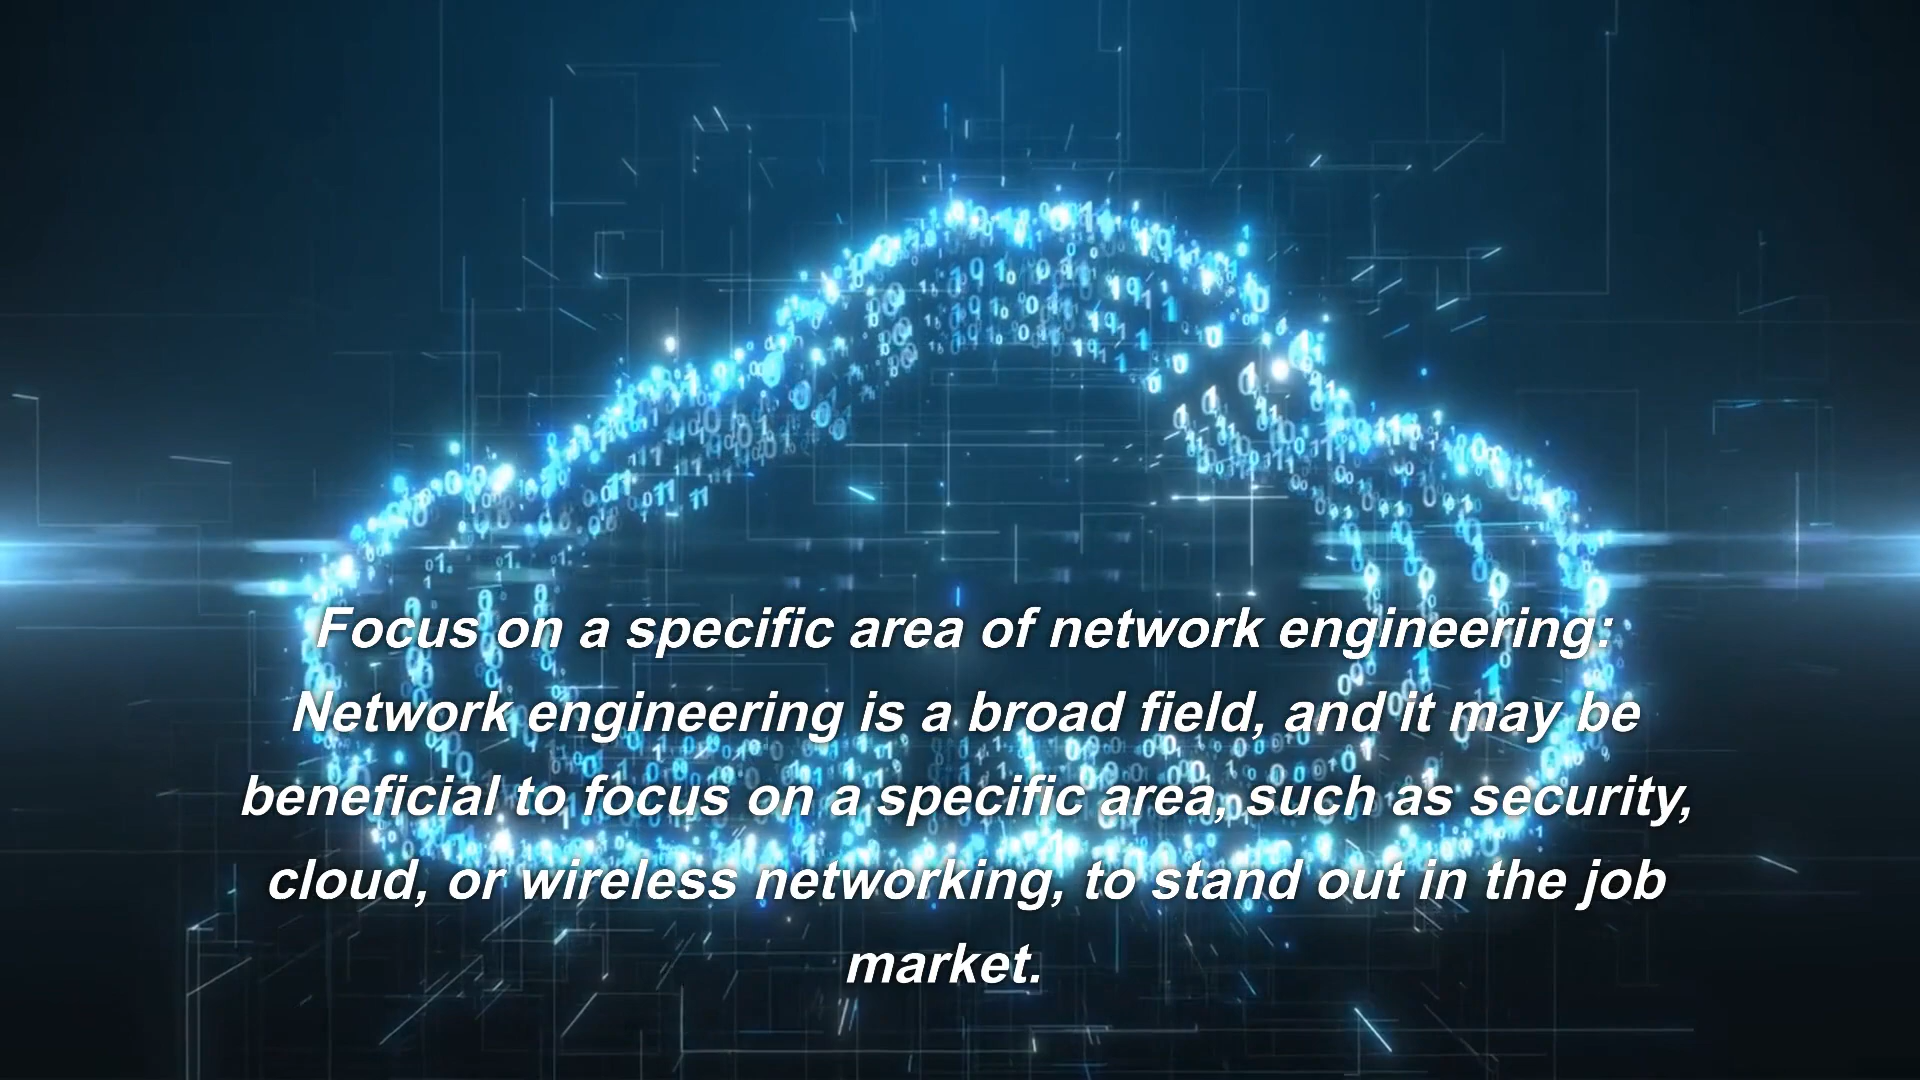 Focus on a specific area of network engineering:
Network engineering is a broad field, and it may be
beneficial to focus on a specific area, such as security,
cloud, or wireless networking, to stand out in the job
market.